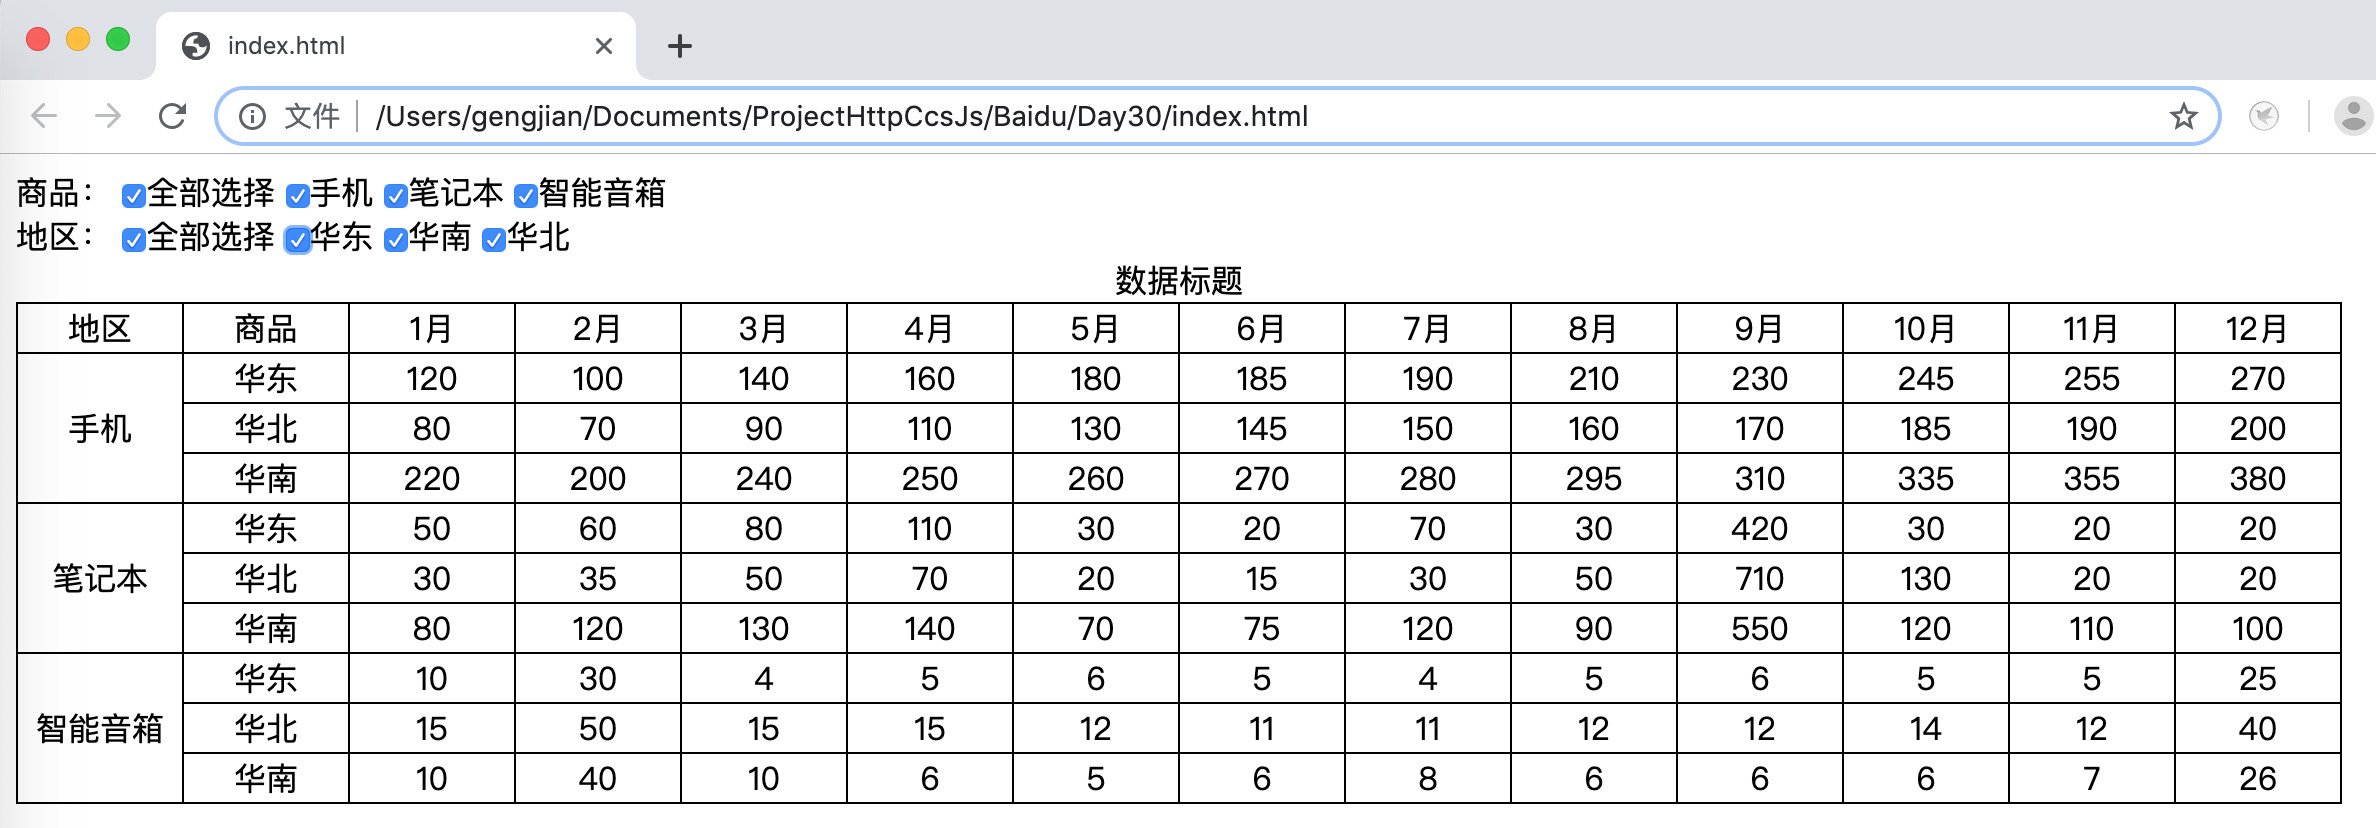 index.html
文件 /Users/gengjian/Documents/ProjectHttpCcsJs/Baidu/Day30/index.html
商品： 全部选择 手机 笔记本 智能音箱
地区： 全部选择 华东 华南 华北
数据标题
地区 商品 1月 2月 3月 4月 5月 6月 7月 8月 9月 10月 11月 12月
手机 华东 120 100 140 160 180 185 190 210 230 245 255 270
华北 80 70 90 110 130 145 150 160 170 185 190 200
华南 220 200 240 250 260 270 280 295 310 335 355 380
笔记本 华东 50 60 80 110 30 20 70 30 420 30 20 20
华北 30 35 50 70 20 15 30 50 710 130 20 20
华南 80 120 130 140 70 75 120 90 550 120 110 100
智能音箱 华东 10 30 4 5 6 5 4 5 6 5 5 25
华北 15 50 15 15 12 11 11 12 12 14 12 40
华南 10 40 10 6 5 6 8 6 6 6 7 26